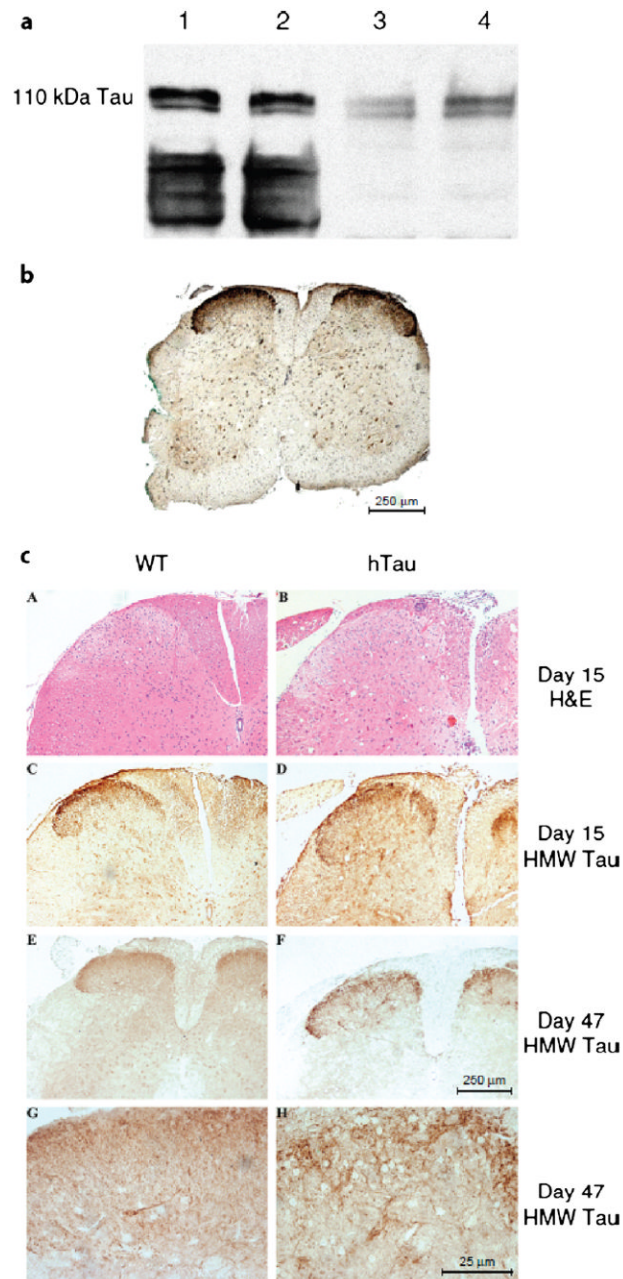 a
1 2 3 4
110 kDa Tau
b
250 µm
c
WT hTau
A B
Day 15
H&E
C D
Day 15
HMW Tau
E F
Day 47
HMW Tau
250 µm
G H
Day 47
HMW Tau
25 µm